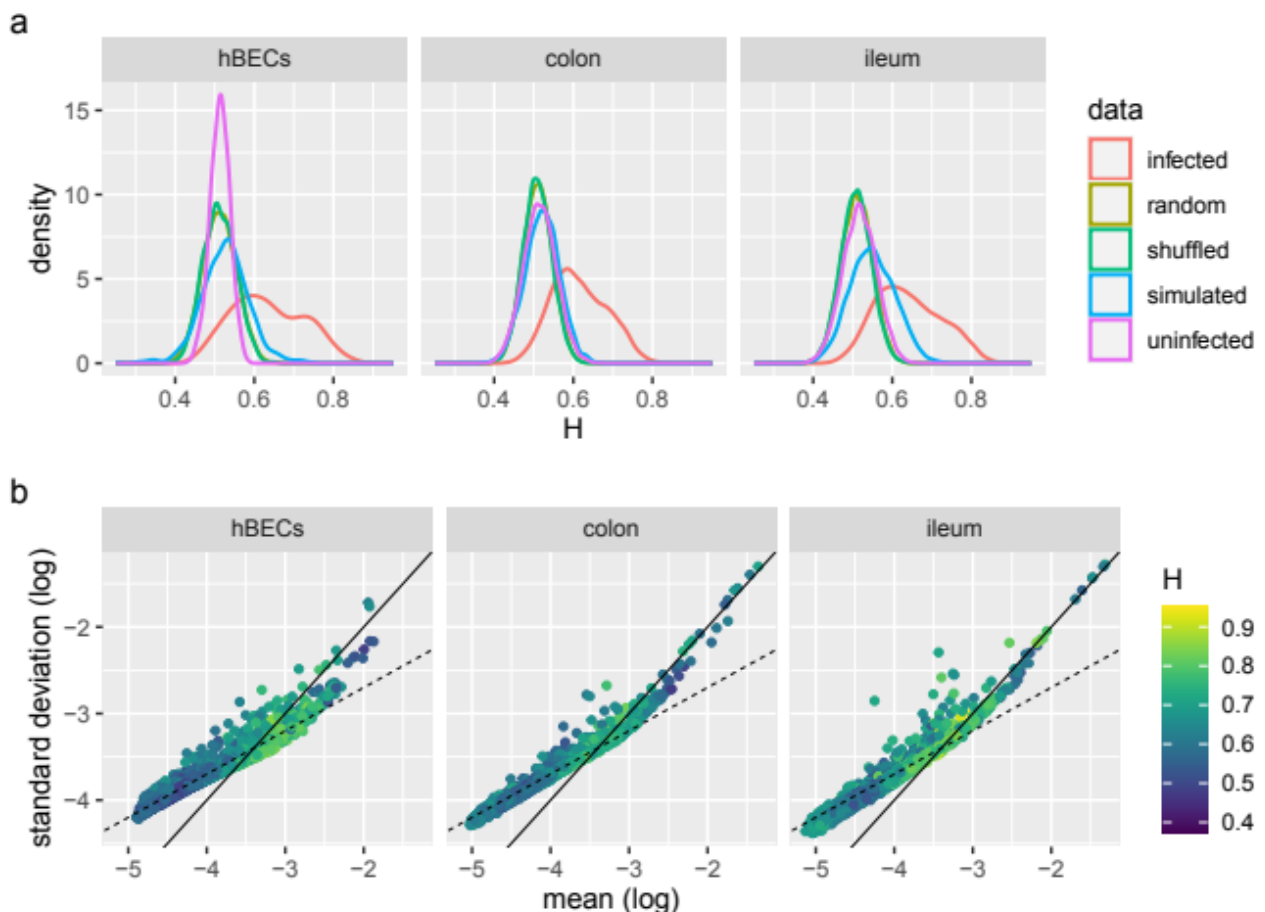 a
hBECs colon ileum
15
10
5
0
density
0.4 0.6 0.8 0.4 0.6 0.8 0.4 0.6 0.8
H
data
infected
random
shuffled
simulated
uninfected
b
hBECs colon ileum
−2
−3
−4
standard deviation (log)
−5 −4 −3 −2 −5 −4 −3 −2 −5 −4 −3 −2
mean (log)
H
0.9
0.8
0.7
0.6
0.5
0.4